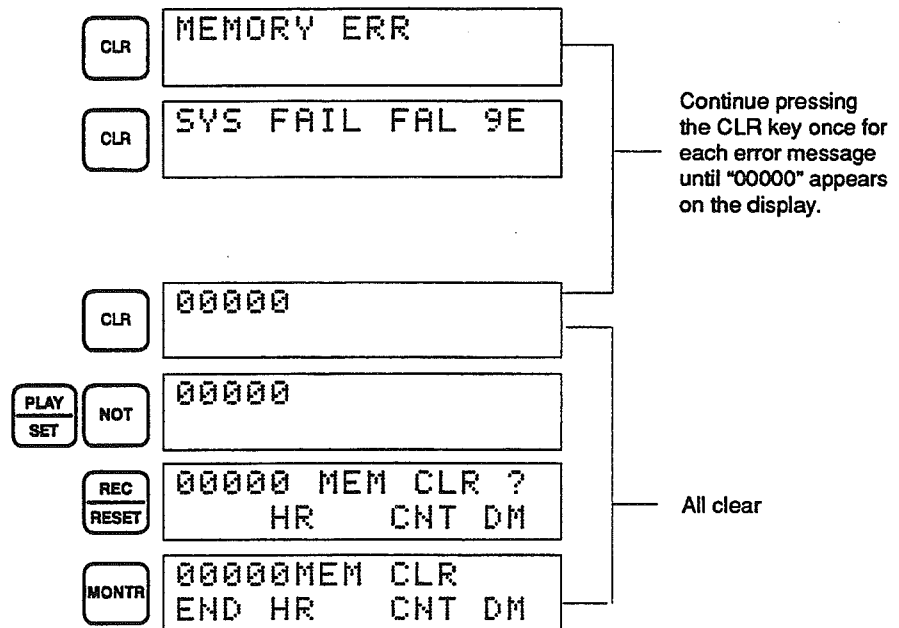 CLR
MEMORY ERR
CLR
SYS FAIL FAL 9E
Continue pressing
the CLR key once for
each error message
until "00000" appears
on the display.
CLR
00000
PLAY
SET
NOT
00000
REC
RESET
00000 MEM CLR ?
HR CNT DM
All clear
MONTR
00000MEM CLR
END HR CNT DM